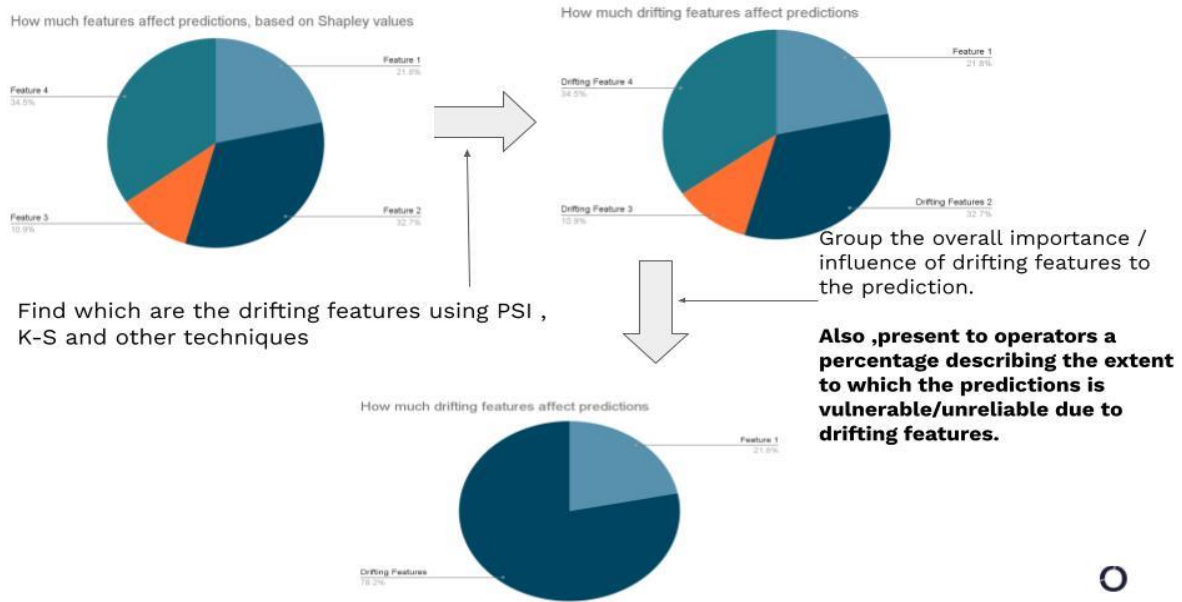 How much features affect predictions, based on Shapley values
Feature 1
21.8%
Feature 4
34.5%
Feature 3
10.9%
Feature 2
32.7%
How much drifting features affect predictions
Feature 1
21.8%
Drifting Feature 4
34.5%
Drifting Feature 3
10.9%
Drifting Features 2
32.7%
Find which are the drifting features using PSI ,
K-S and other techniques
Group the overall importance /
influence of drifting features to
the prediction.
Also ,present to operators a
percentage describing the extent
to which the predictions is
vulnerable/unreliable due to
drifting features.
How much drifting features affect predictions
Feature 1
21.8%
Drifting Features
78.2%